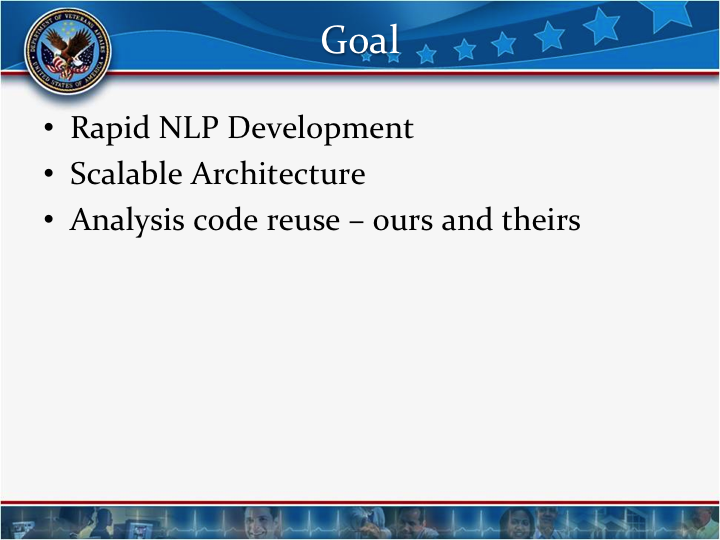 Goal
DEPARTMENT OF VETERANS AFFAIRS
UNITED STATES OF AMERICA
• Rapid NLP Development
• Scalable Architecture
• Analysis code reuse – ours and theirs